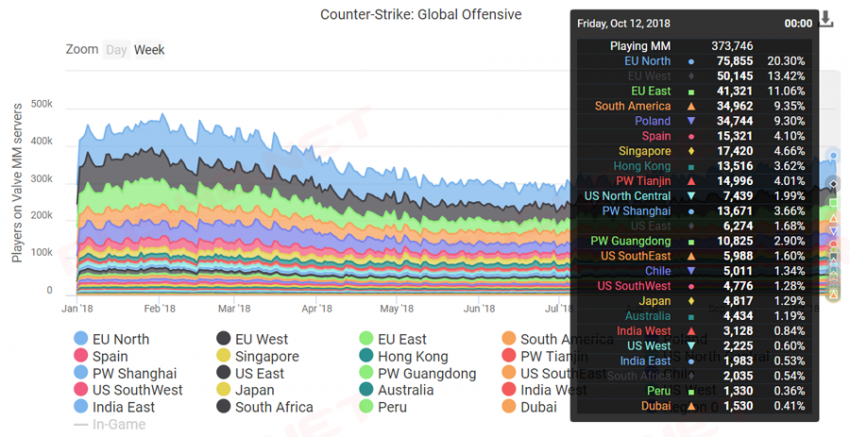 Counter-Strike: Global Offensive
Zoom Day Week
Players on Valve MM servers
500k
400k
300k
200k
100k
0
Jan '18 Feb '18 Mar '18 Apr '18 May '18 Jun '18 Jul '18
Friday, Oct 12, 2018 00:00
Playing MM 373,746
EU North 75,855 20.30%
EU West 50,145 13.42%
EU East 41,321 11.06%
South America 34,962 9.35%
Poland 34,744 9.30%
Spain 15,321 4.10%
Singapore 17,420 4.66%
Hong Kong 13,516 3.62%
PW Tianjin 14,996 4.01%
US North Central 7,439 1.99%
PW Shanghai 13,671 3.66%
US East 6,274 1.68%
PW Guangdong 10,825 2.90%
US SouthEast 5,988 1.60%
Chile 5,011 1.34%
US SouthWest 4,776 1.28%
Japan 4,817 1.29%
Australia 4,434 1.19%
India West 3,128 0.84%
US West 2,225 0.60%
India East 1,983 0.53%
South Africa 2,035 0.54%
Peru 1,330 0.36%
Dubai 1,530 0.41%
EU North EU West EU East South America Poland
Spain Singapore Hong Kong PW Tianjin US North Central
PW Shanghai US East PW Guangdong US SouthEast Chile
US SouthWest Japan Australia India West US West
India East South Africa Peru Dubai
In-Game